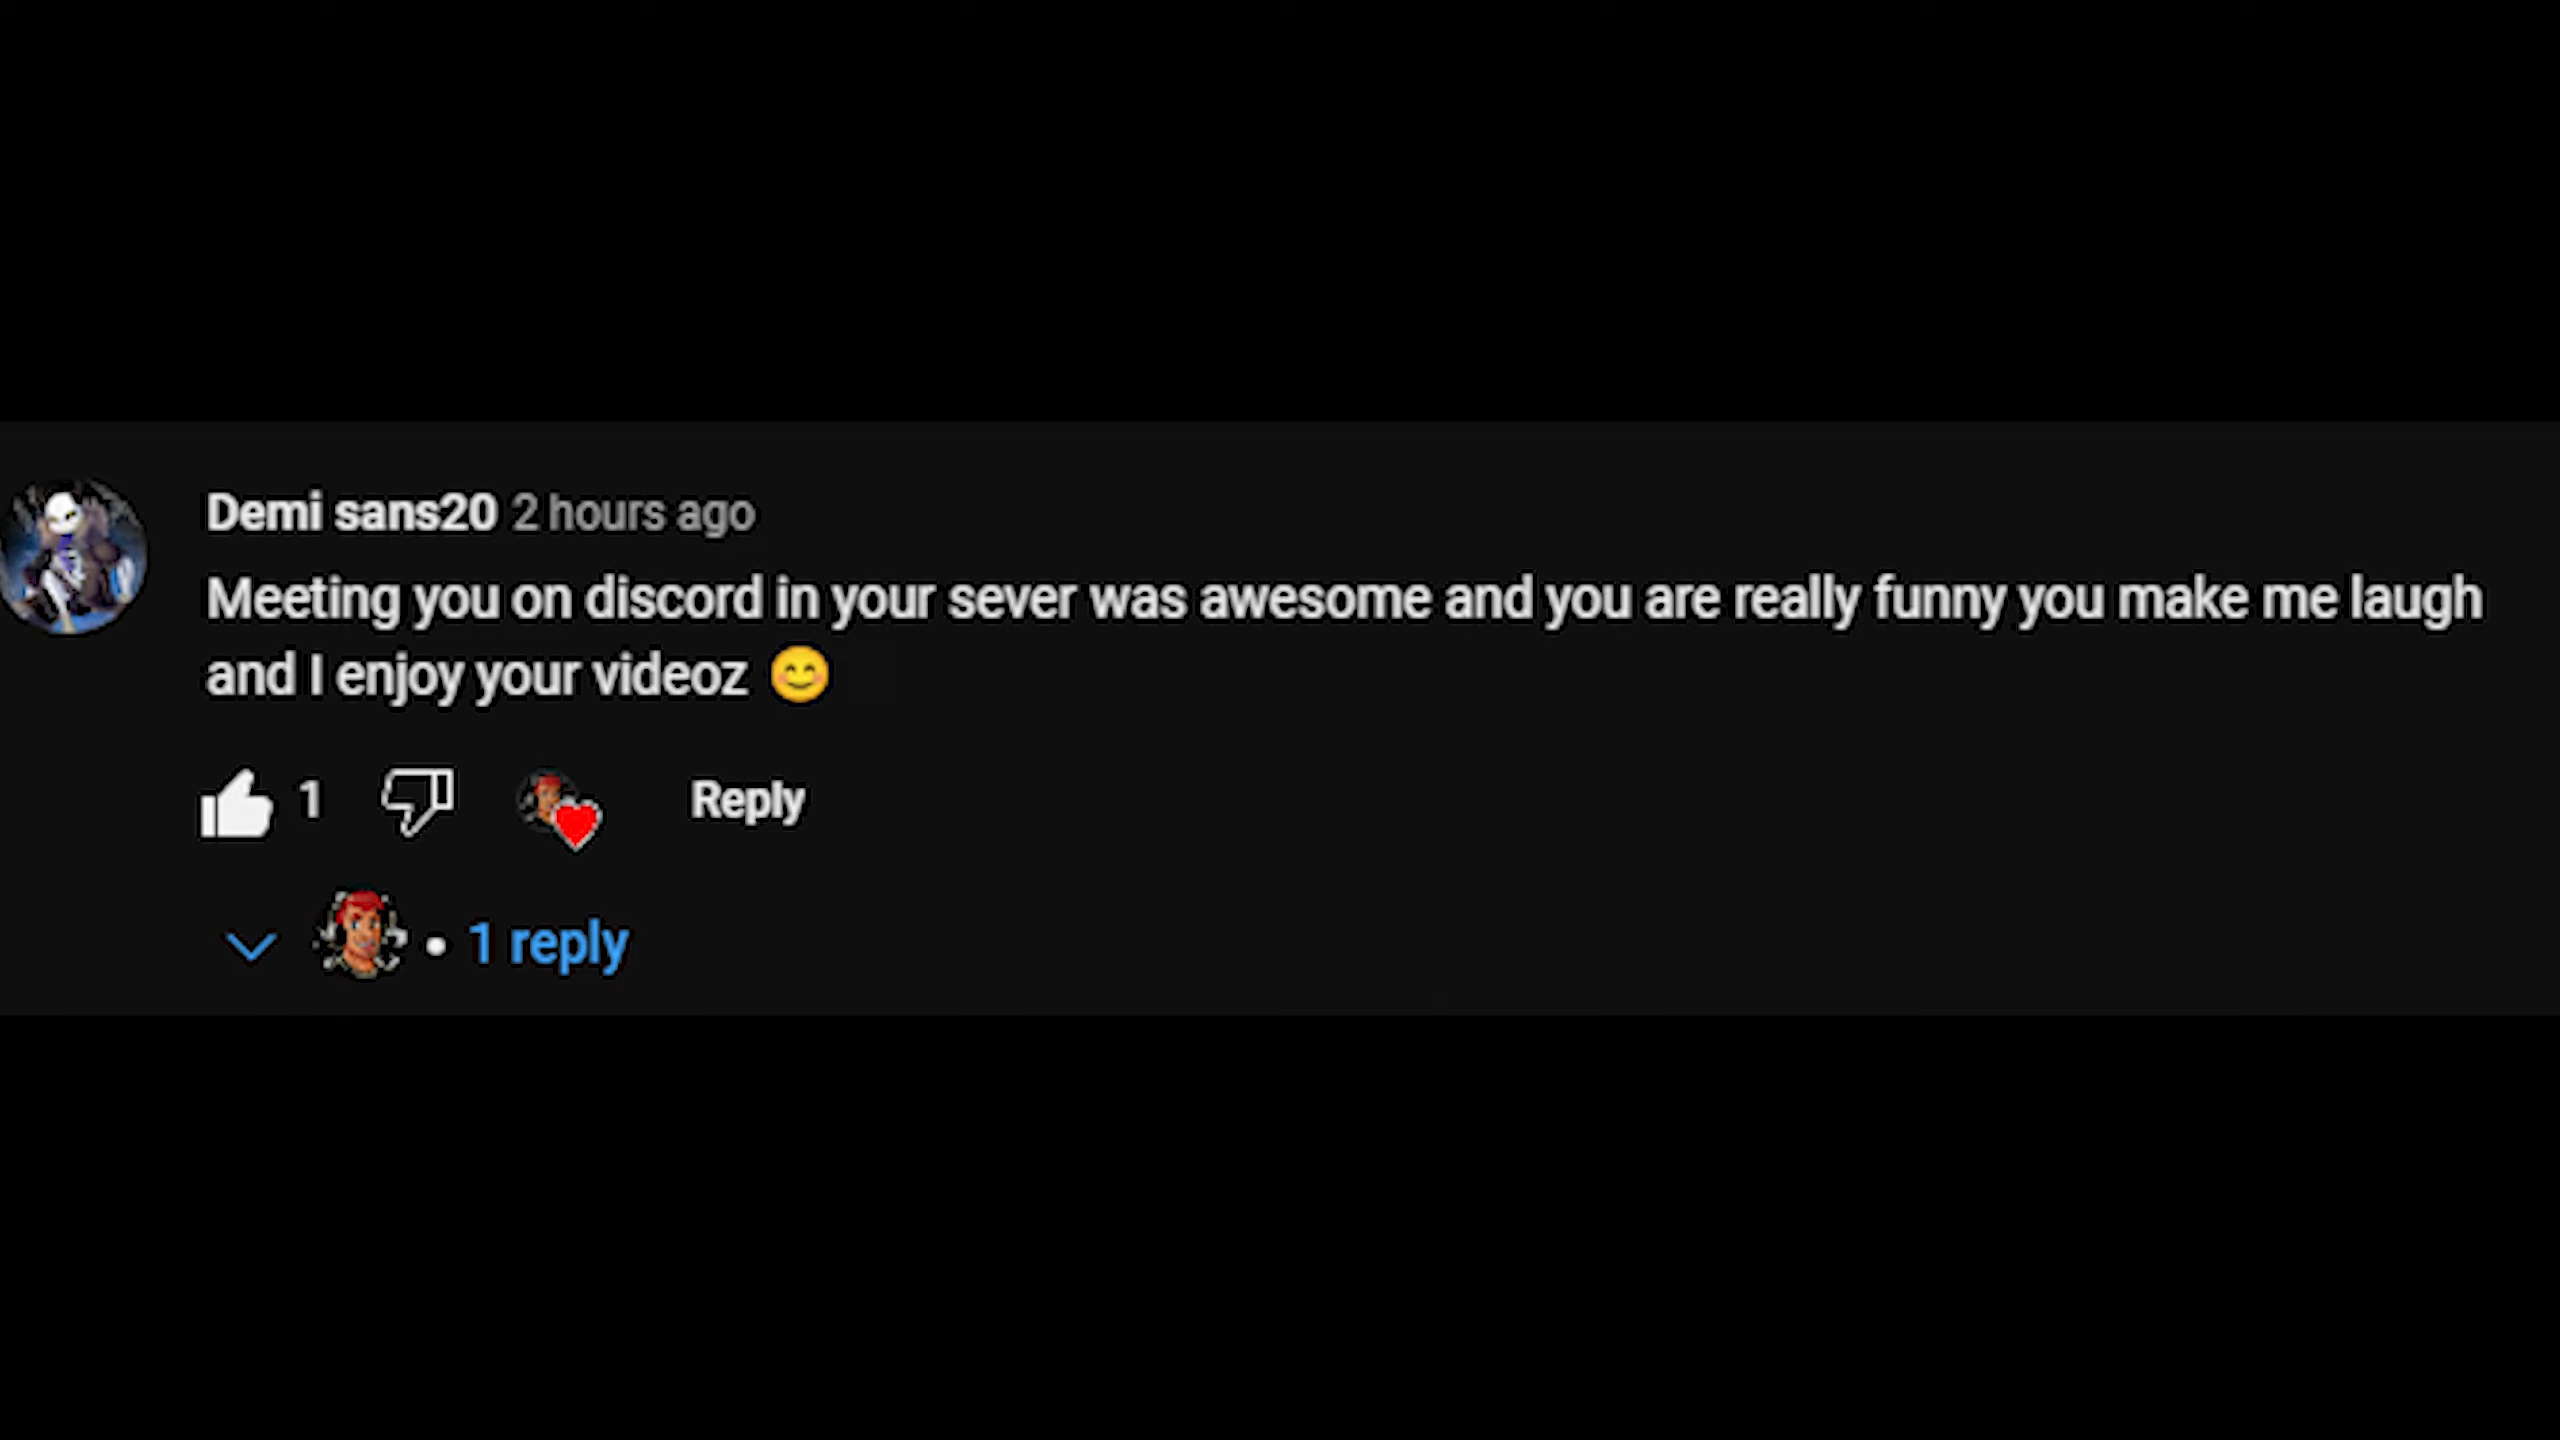 Demi sans20 2 hours ago
Meeting you on discord in your sever was awesome and you are really funny you make me laugh
and I enjoy your videoz 😊
1 Reply
• 1 reply